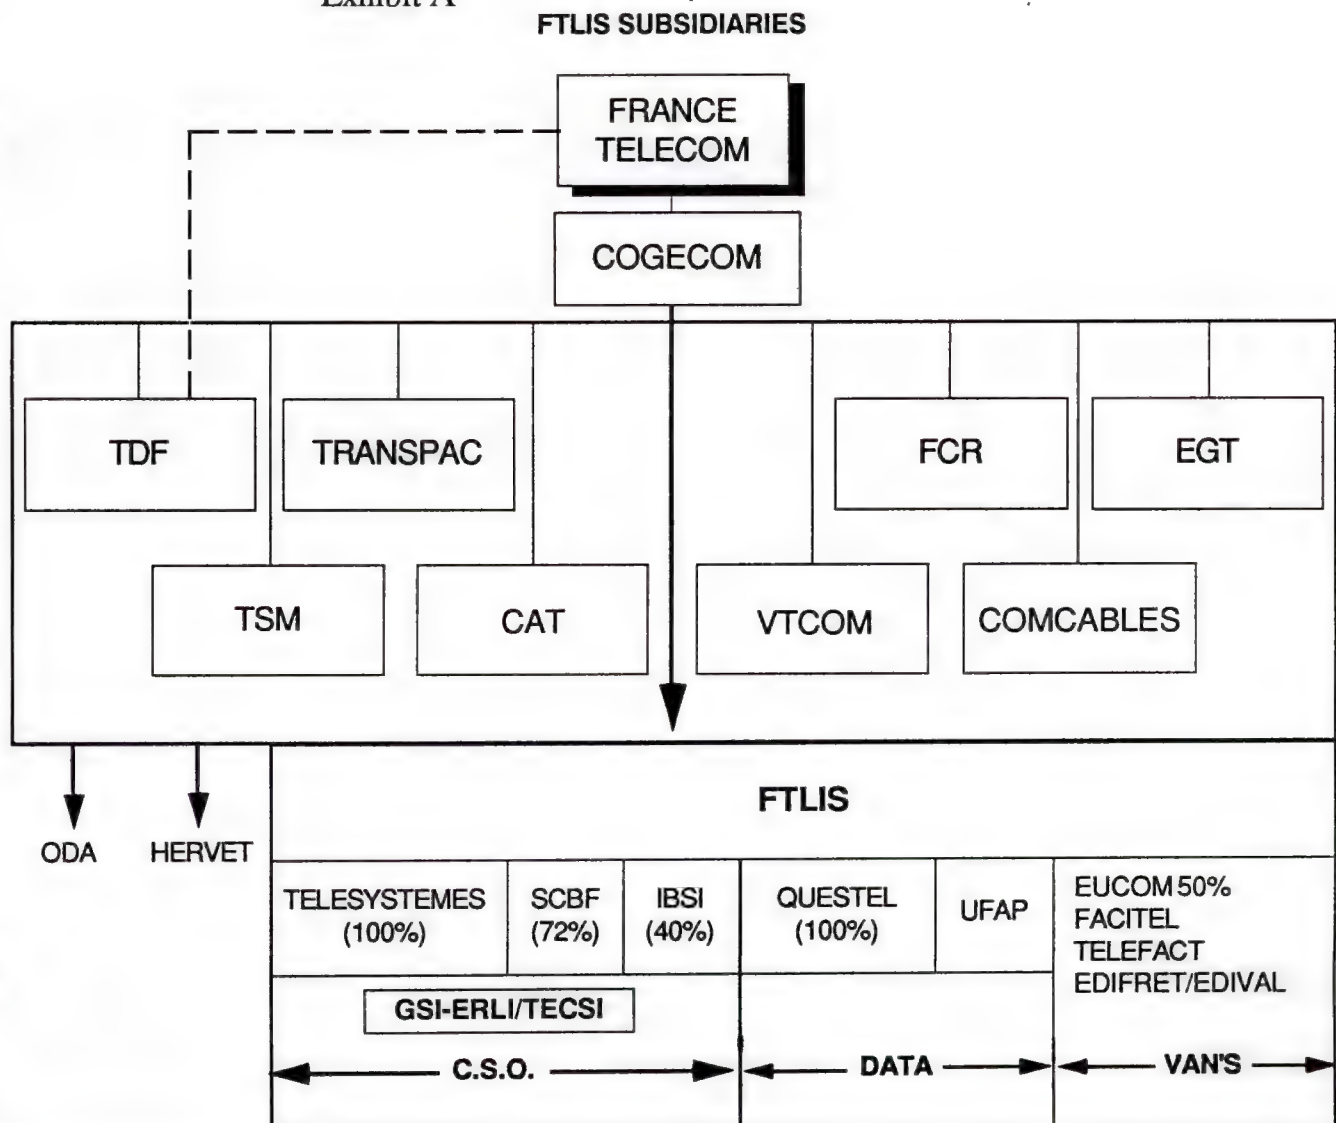 Exhibit A
FTLIS SUBSIDIARIES
FRANCE
TELECOM
COGECOM
TDF
TRANSPAC
FCR
EGT
TSM
CAT
VTCOM
COMCABLES
ODA
HERVET
FTLIS
TELESYSTEMES
(100%)
SCBF
(72%)
IBSI
(40%)
QUESTEL
(100%)
UFAP
EUCOM 50%
FACITEL
TELEFACT
EDIFRET/EDIVAL
GSI-ERLI/TECSI
C.S.O.
DATA
VAN'S